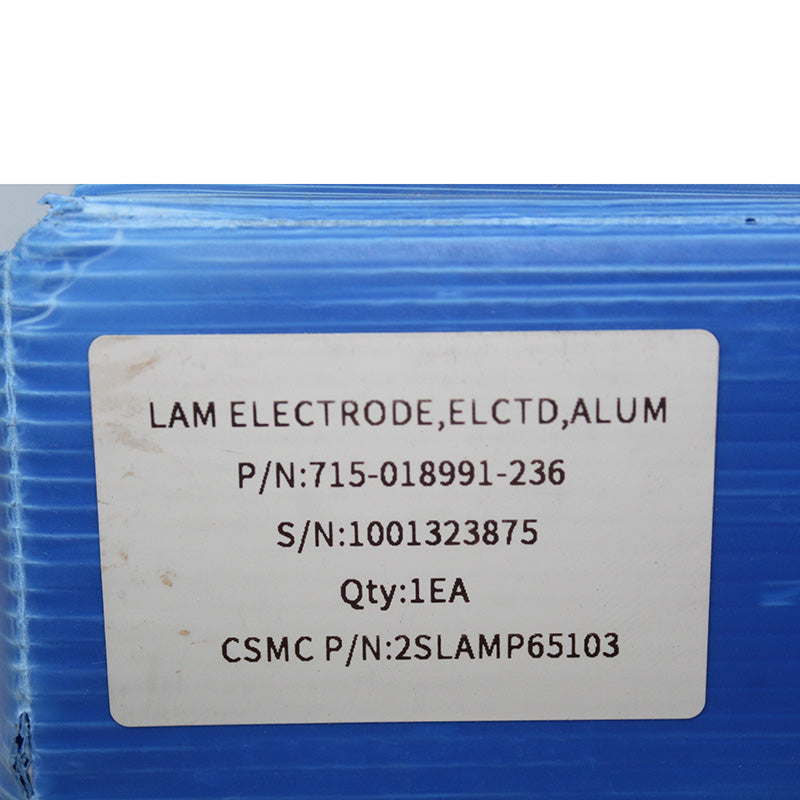 LAM ELECTRODE,ELCTD,ALUM
P/N:715-018991-236
S/N:1001323875
Qty:1EA
CSMC P/N:2SLAMP65103